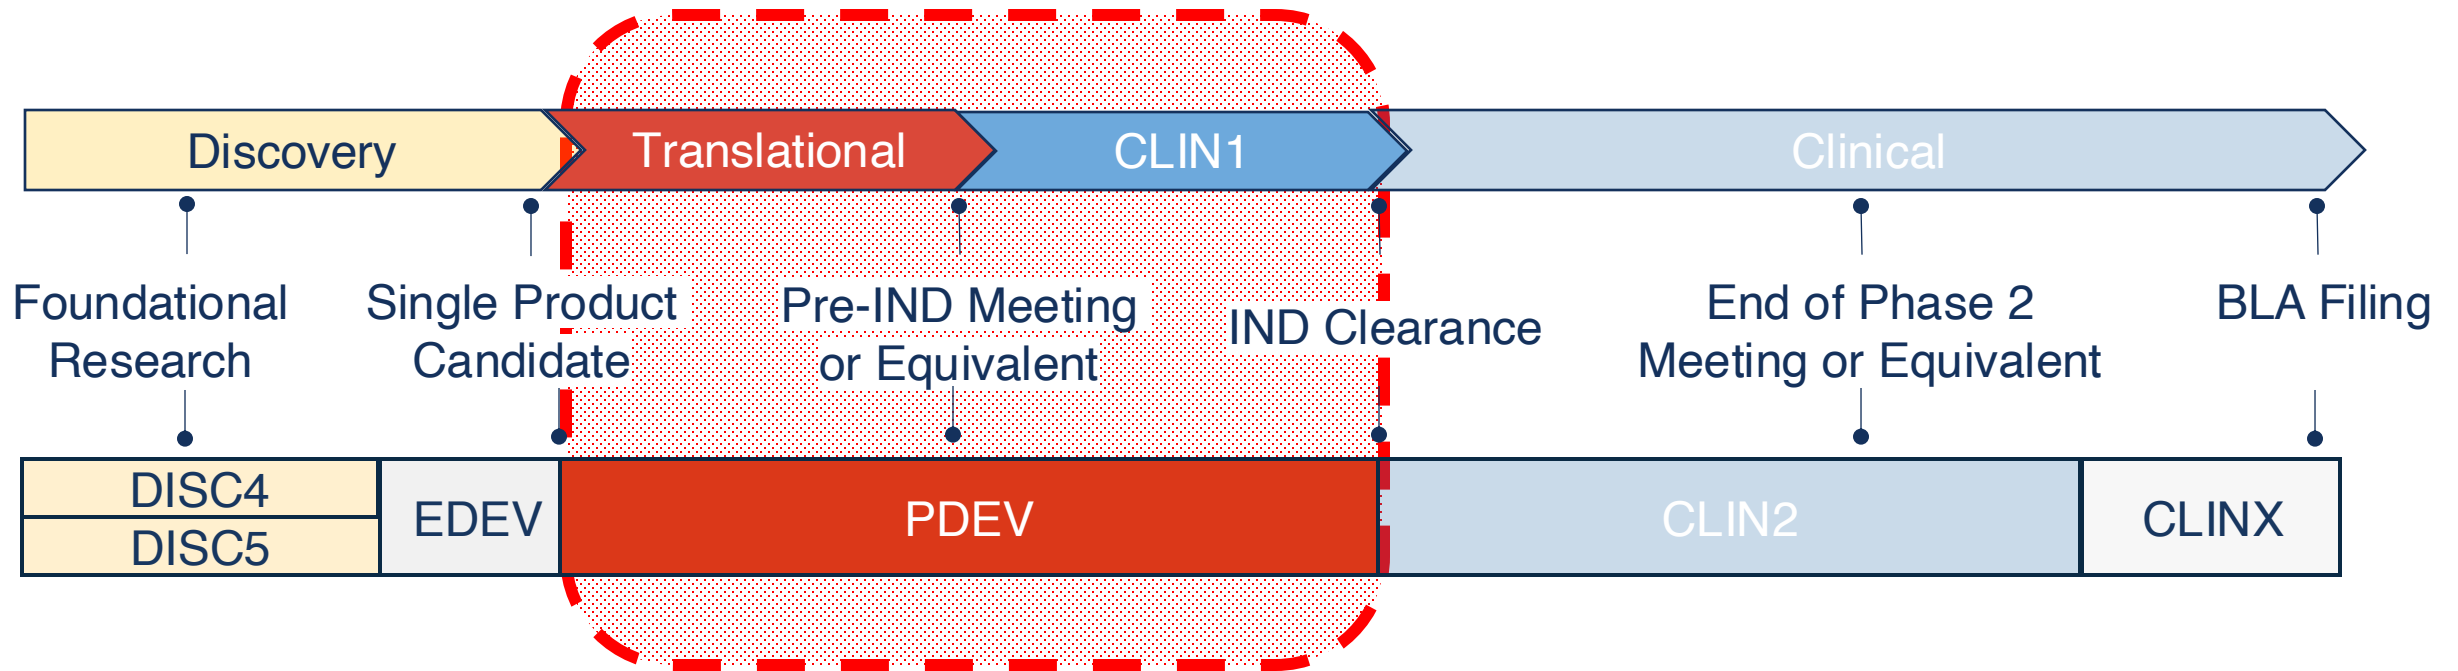 Discovery
Translational
CLIN1
Clinical
Foundational
Research
Single Product
Candidate
Pre-IND Meeting
or Equivalent
IND Clearance
End of Phase 2
Meeting or Equivalent
BLA Filing
DISC4
DISC5
EDEV
PDEV
CLIN2
CLINX